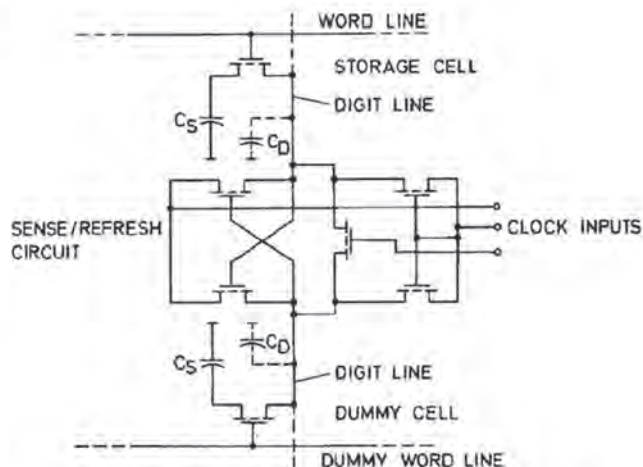 WORD LINE
STORAGE CELL
DIGIT LINE
CS
CD
SENSE/REFRESH
CIRCUIT
CLOCK INPUTS
CS
CD
DIGIT LINE
DUMMY CELL
DUMMY WORD LINE